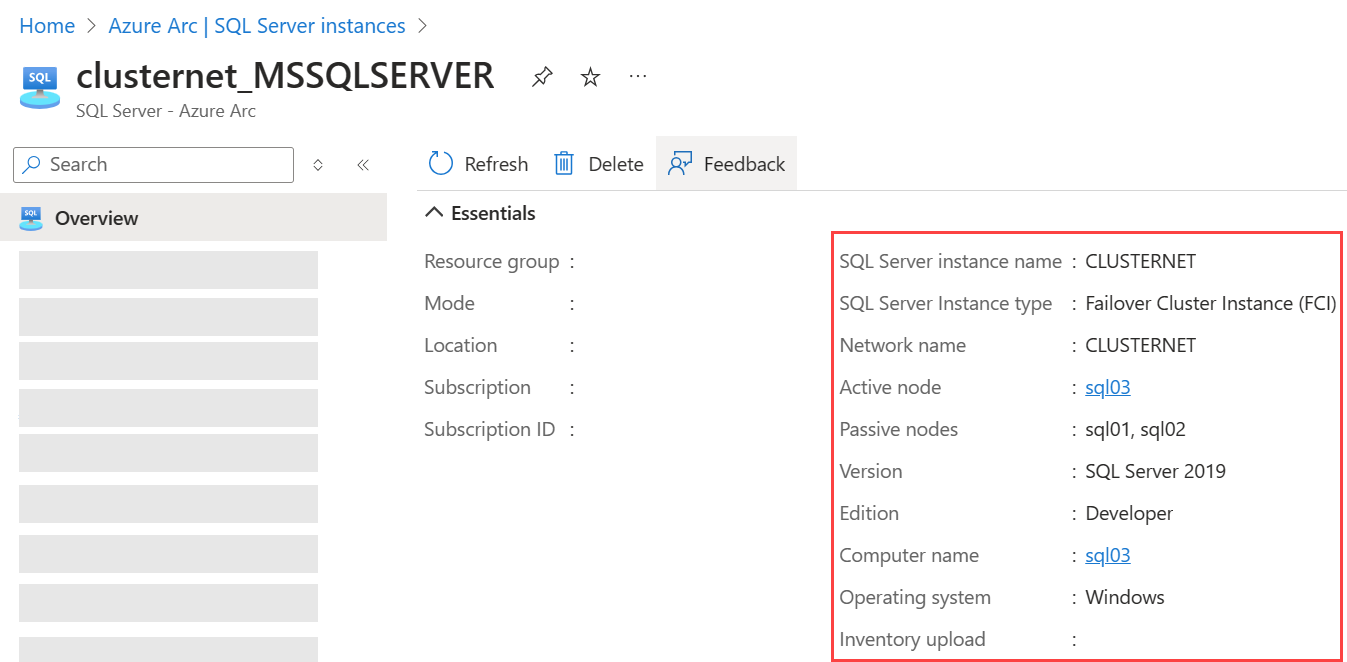 Home > Azure Arc | SQL Server instances >
SQL
clusternet_MSSQLSERVER ...
SQL Server - Azure Arc
Search
«
Refresh Delete Feedback
SQL
Overview
Essentials
Resource group :
Mode :
Location :
Subscription :
Subscription ID :
SQL Server instance name : CLUSTERNET
SQL Server Instance type : Failover Cluster Instance (FCI)
Network name : CLUSTERNET
Active node : sql03
Passive nodes : sql01, sql02
Version : SQL Server 2019
Edition : Developer
Computer name : sql03
Operating system : Windows
Inventory upload :